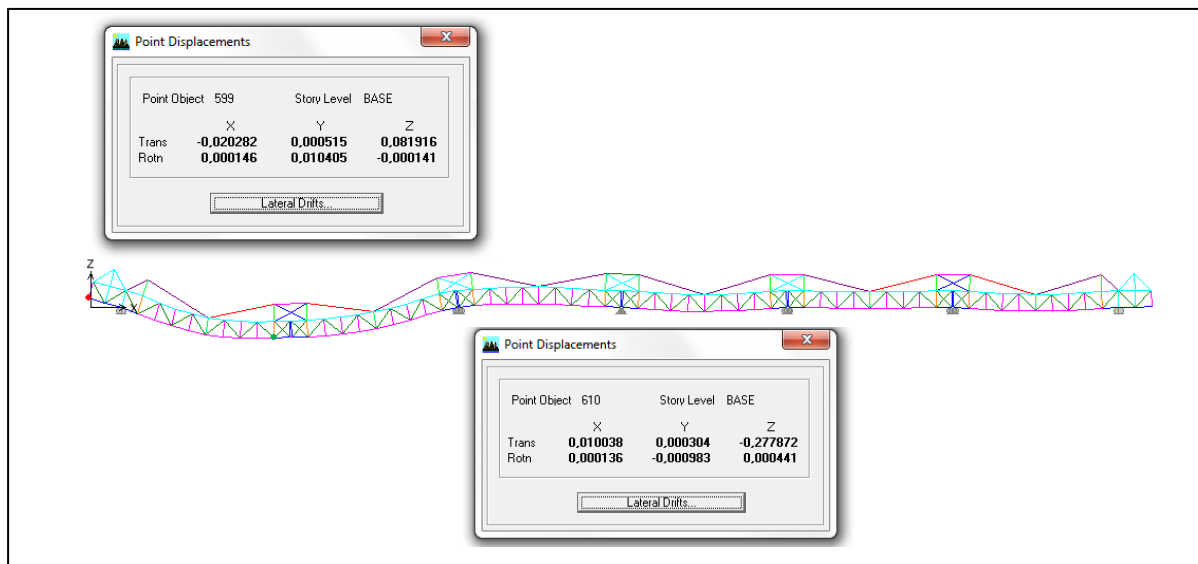 Point Displacements
Point Object 599 Story Level BASE
X Y Z
Trans -0,020282 0,000515 0,081916
Rotn 0,000146 0,010405 -0,000141
Lateral Drifts...
Z
X
Point Displacements
Point Object 610 Story Level BASE
X Y Z
Trans 0,010038 0,000304 -0,277872
Rotn 0,000136 -0,000983 0,000441
Lateral Drifts...